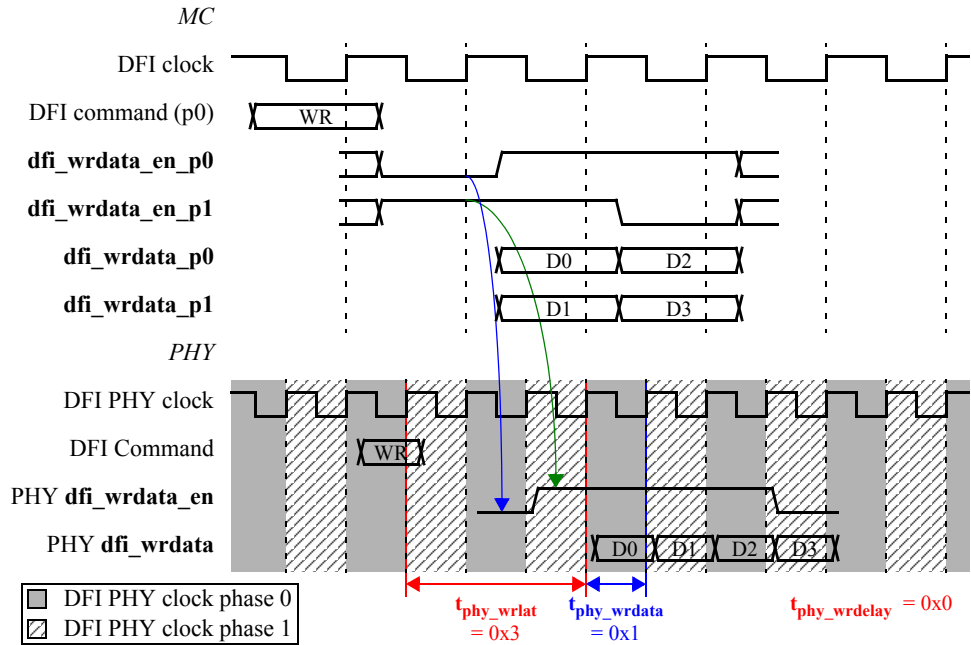 MC
DFI clock
DFI command (p0) WR
dfi_wrdata_en_p0
dfi_wrdata_en_p1
dfi_wrdata_p0 D0 D2
dfi_wrdata_p1 D1 D3
PHY
DFI PHY clock
DFI Command WR
PHY dfi_wrdata_en
PHY dfi_wrdata D0 D1 D2 D3
DFI PHY clock phase 0
DFI PHY clock phase 1
tphy_wrlat
= 0x3
tphy_wrdata
= 0x1
tphy_wrdelay = 0x0